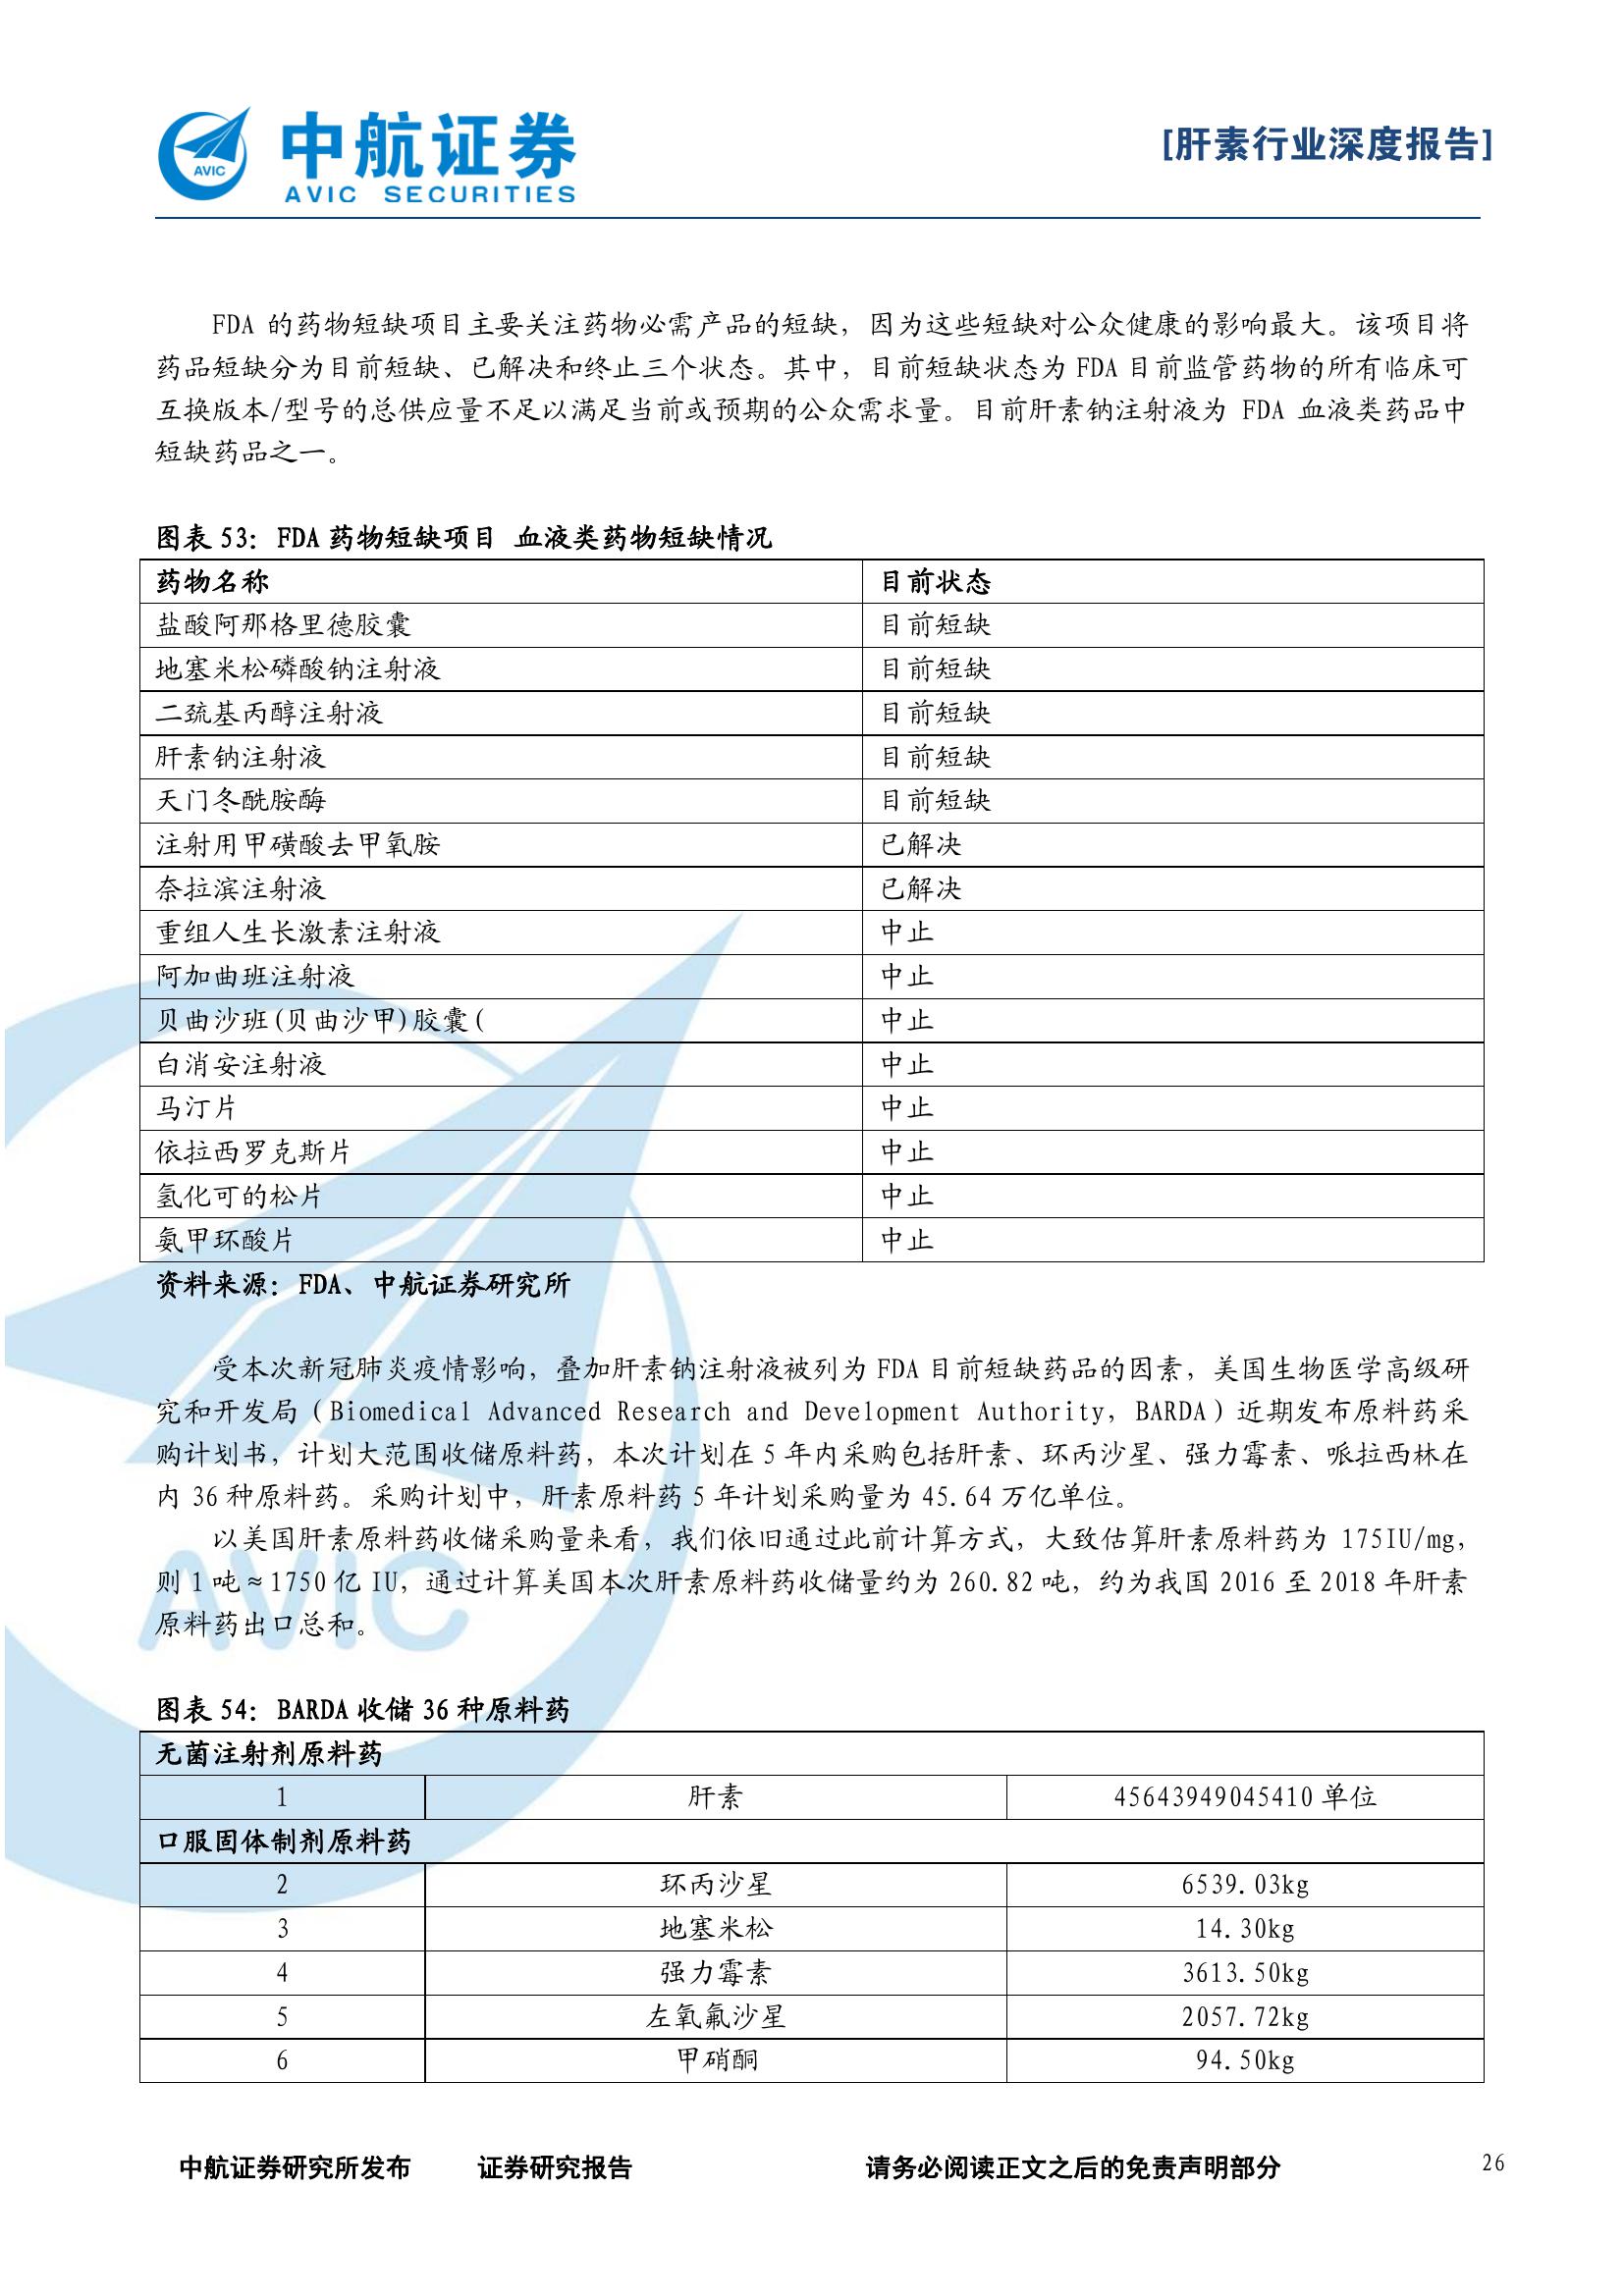 AVIC
中航证券
AVIC SECURITIES
[肝素行业深度报告]
FDA 的药物短缺项目主要关注药物必需产品的短缺，因为这些短缺对公众健康的影响最大。该项目将
药品短缺分为目前短缺、已解决和终止三个状态。其中，目前短缺状态为 FDA 目前监管药物的所有临床可
互换版本/型号的总供应量不足以满足当前或预期的公众需求量。目前肝素钠注射液为 FDA 血液类药品中
短缺药品之一。
图表 53: FDA 药物短缺项目 血液类药物短缺情况
药物名称 目前状态
盐酸阿那格里德胶囊 目前短缺
地塞米松磷酸钠注射液 目前短缺
二巯基丙醇注射液 目前短缺
肝素钠注射液 目前短缺
天门冬酰胺酶 目前短缺
注射用甲磺酸去甲氧胺 已解决
奈拉滨注射液 已解决
重组人生长激素注射液 中止
阿加曲班注射液 中止
贝曲沙班(贝曲沙甲)胶囊( 中止
白消安注射液 中止
马汀片 中止
依拉西罗克斯片 中止
氢化可的松片 中止
氨甲环酸片 中止
资料来源: FDA、中航证券研究所
受本次新冠肺炎疫情影响，叠加肝素钠注射液被列为 FDA 目前短缺药品的因素，美国生物医学高级研
究和开发局（Biomedical Advanced Research and Development Authority, BARDA）近期发布原料药采
购计划书，计划大范围收储原料药，本次计划在 5 年内采购包括肝素、环丙沙星、强力霉素、哌拉西林在
内 36 种原料药。采购计划中，肝素原料药 5 年计划采购量为 45.64 万亿单位。
以美国肝素原料药收储采购量来看，我们依旧通过此前计算方式，大致估算肝素原料药为 175IU/mg，
则 1 吨≈1750 亿 IU，通过计算美国本次肝素原料药收储量约为 260.82 吨，约为我国 2016 至 2018 年肝素
原料药出口总和。
图表 54: BARDA 收储 36 种原料药
无菌注射剂原料药
1 肝素 45643949045410 单位
口服固体制剂原料药
2 环丙沙星 6539.03kg
3 地塞米松 14.30kg
4 强力霉素 3613.50kg
5 左氧氟沙星 2057.72kg
6 甲硝酮 94.50kg
AVIC
中航证券研究所发布 证券研究报告 请务必阅读正文之后的免责声明部分 26